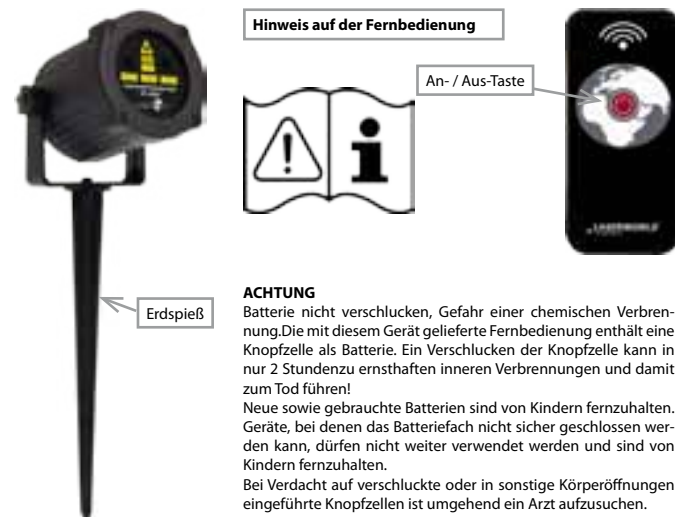 Hinweis auf der Fernbedienung
An- / Aus-Taste
Erdspieß
LASERWORLD
ACHTUNG
Batterie nicht verschlucken, Gefahr einer chemischen Verbren-
nung.Die mit diesem Gerät gelieferte Fernbedienung enthält eine
Knopfzelle als Batterie. Ein Verschlucken der Knopfzelle kann in
nur 2 Stundenzu ernsthaften inneren Verbrennungen und damit
zum Tod führen!
Neue sowie gebrauchte Batterien sind von Kindern fernzuhalten.
Geräte, bei denen das Batteriefach nicht sicher geschlossen wer-
den kann, dürfen nicht weiter verwendet werden und sind von
Kindern fernzuhalten.
Bei Verdacht auf verschluckte oder in sonstige Körperöffnungen
eingeführte Knopfzellen ist umgehend ein Arzt aufzusuchen.